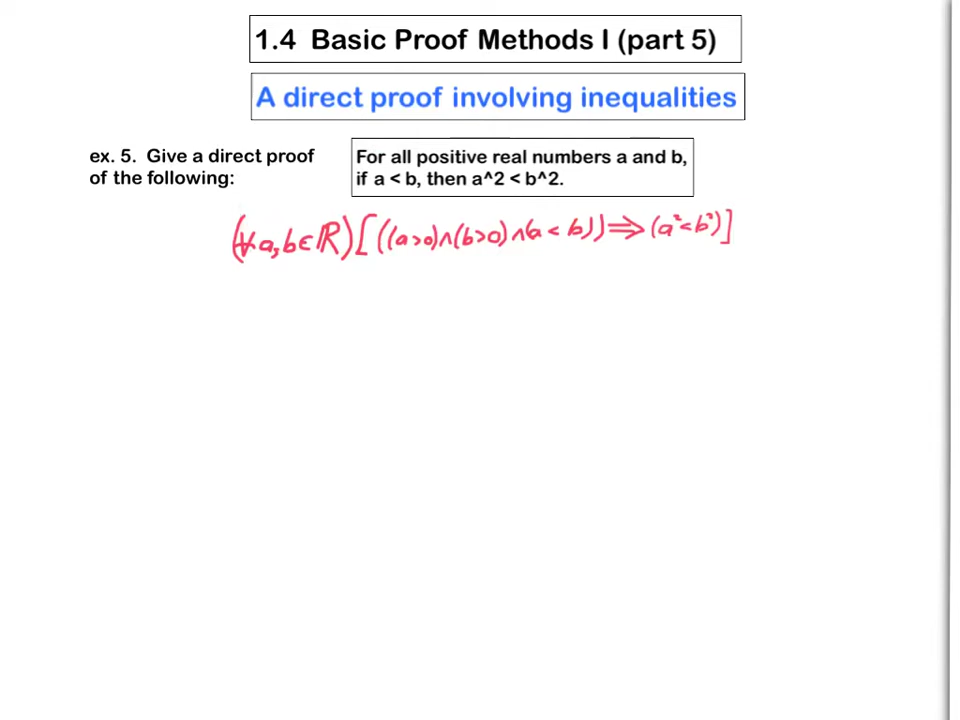 1.4 Basic Proof Methods I (part 5)
A direct proof involving inequalities
ex. 5. Give a direct proof
of the following:
For all positive real numbers a and b,
if a < b, then a^2 < b^2.
(∀a,b∈ℝ)[((a>0)∧(b>0)∧(a<b))⇒(a²<b²)]